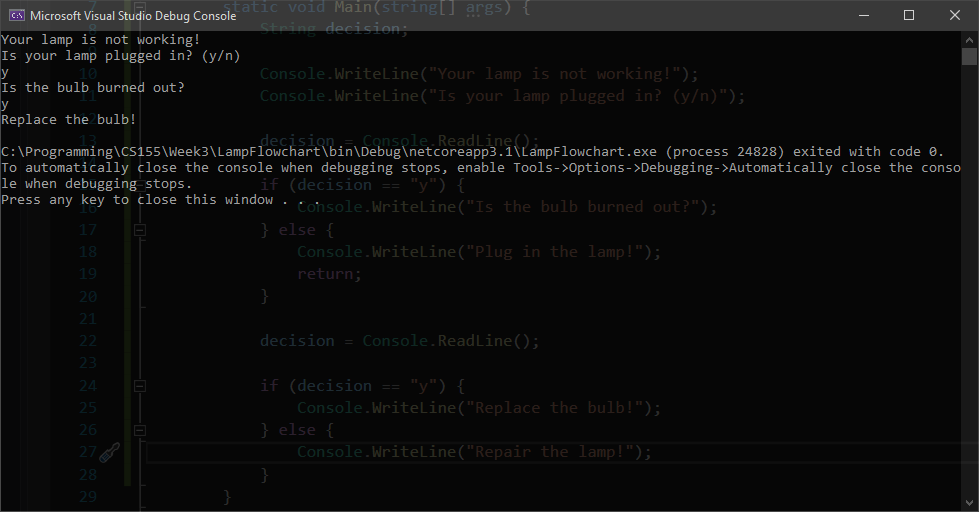 Microsoft Visual Studio Debug Console
7 static void Main(string[] args) {
8 String decision;
Your lamp is not working!
Is your lamp plugged in? (y/n)
y
Is the bulb burned out?
y
Replace the bulb!
10 Console.WriteLine("Your lamp is not working!");
11 Console.WriteLine("Is your lamp plugged in? (y/n)");
12
13 decision = Console.ReadLine();
C:\Programming\CS155\Week3\LampFlowchart\bin\Debug\netcoreapp3.1\LampFlowchart.exe (process 24828) exited with code 0.
To automatically close the console when debugging stops, enable Tools->Options->Debugging->Automatically close the conso
le when debugging stops.
Press any key to close this window . . .
if (decision == "y") {
16 Console.WriteLine("Is the bulb burned out?");
17 } else {
18 Console.WriteLine("Plug in the lamp!");
19 return;
20 }
21
22 decision = Console.ReadLine();
23
24 if (decision == "y") {
25 Console.WriteLine("Replace the bulb!");
26 } else {
27 Console.WriteLine("Repair the lamp!");
28 }
29 }